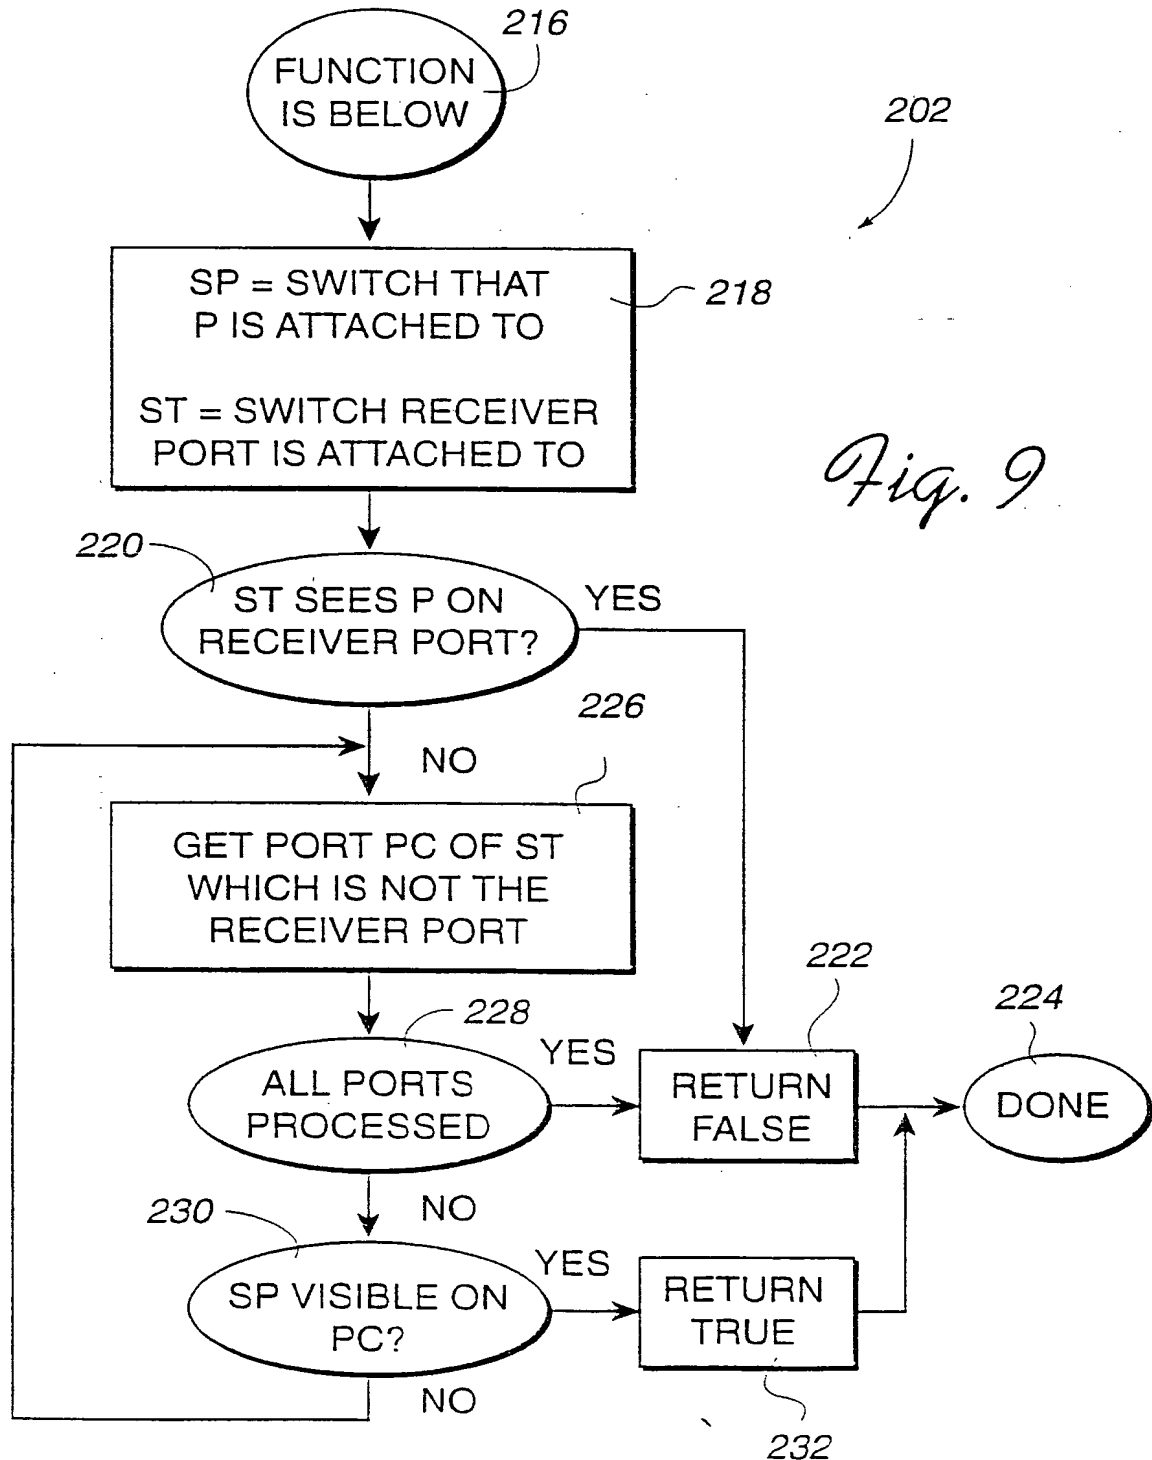 216
FUNCTION
IS BELOW
202
SP = SWITCH THAT
P IS ATTACHED TO
218
ST = SWITCH RECEIVER
PORT IS ATTACHED TO
Fig. 9
220
ST SEES P ON
RECEIVER PORT?
YES
226
NO
GET PORT PC OF ST
WHICH IS NOT THE
RECEIVER PORT
222
224
228
ALL PORTS
PROCESSED
YES
RETURN
FALSE
DONE
NO
230
SP VISIBLE ON
PC?
YES
RETURN
TRUE
NO
232